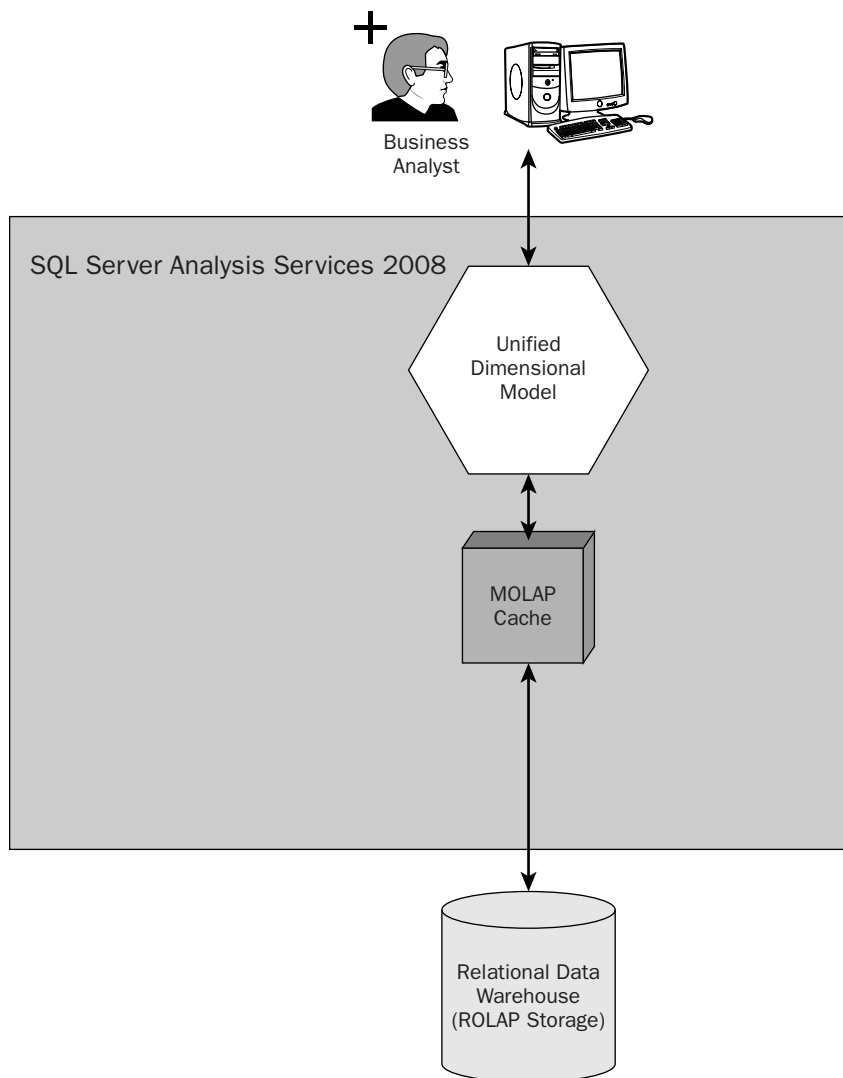 Business
Analyst
SQL Server Analysis Services 2008
Unified
Dimensional
Model
MOLAP
Cache
Relational Data
Warehouse
(ROLAP Storage)